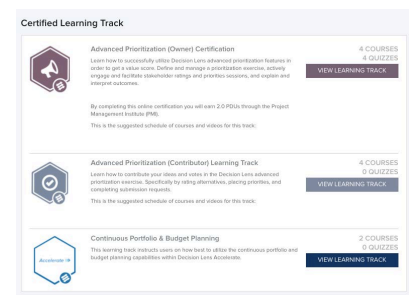 Certified Learning Track
Advanced Prioritization (Owner) Certification
4 COURSES
4 QUIZZES
Learn how to successfully utilize Decision Lens advanced prioritization features in
order to get a value score. Define and manage a prioritization exercise, actively
engage and facilitate stakeholder ratings and priorities sessions, and explain and
interpret outcomes.
VIEW LEARNING TRACK
By completing this online certification you will earn 2.0 PDUs through the Project
Management Institute (PMI).
This is the suggested schedule of courses and videos for this track:
Advanced Prioritization (Contributor) Learning Track
4 COURSES
0 QUIZZES
Learn how to contribute your ideas and votes in the Decision Lens advanced
prioritization exercise. Specifically by rating alternatives, placing priorities, and
completing submission requests.
VIEW LEARNING TRACK
This is the suggested schedule of courses and videos for this track:
Continuous Portfolio & Budget Planning
2 COURSES
0 QUIZZES
This learning track instructs users on how best to utilize the continuous portfolio and
budget planning capabilities within Decision Lens Accelerate.
VIEW LEARNING TRACK
Accelerate